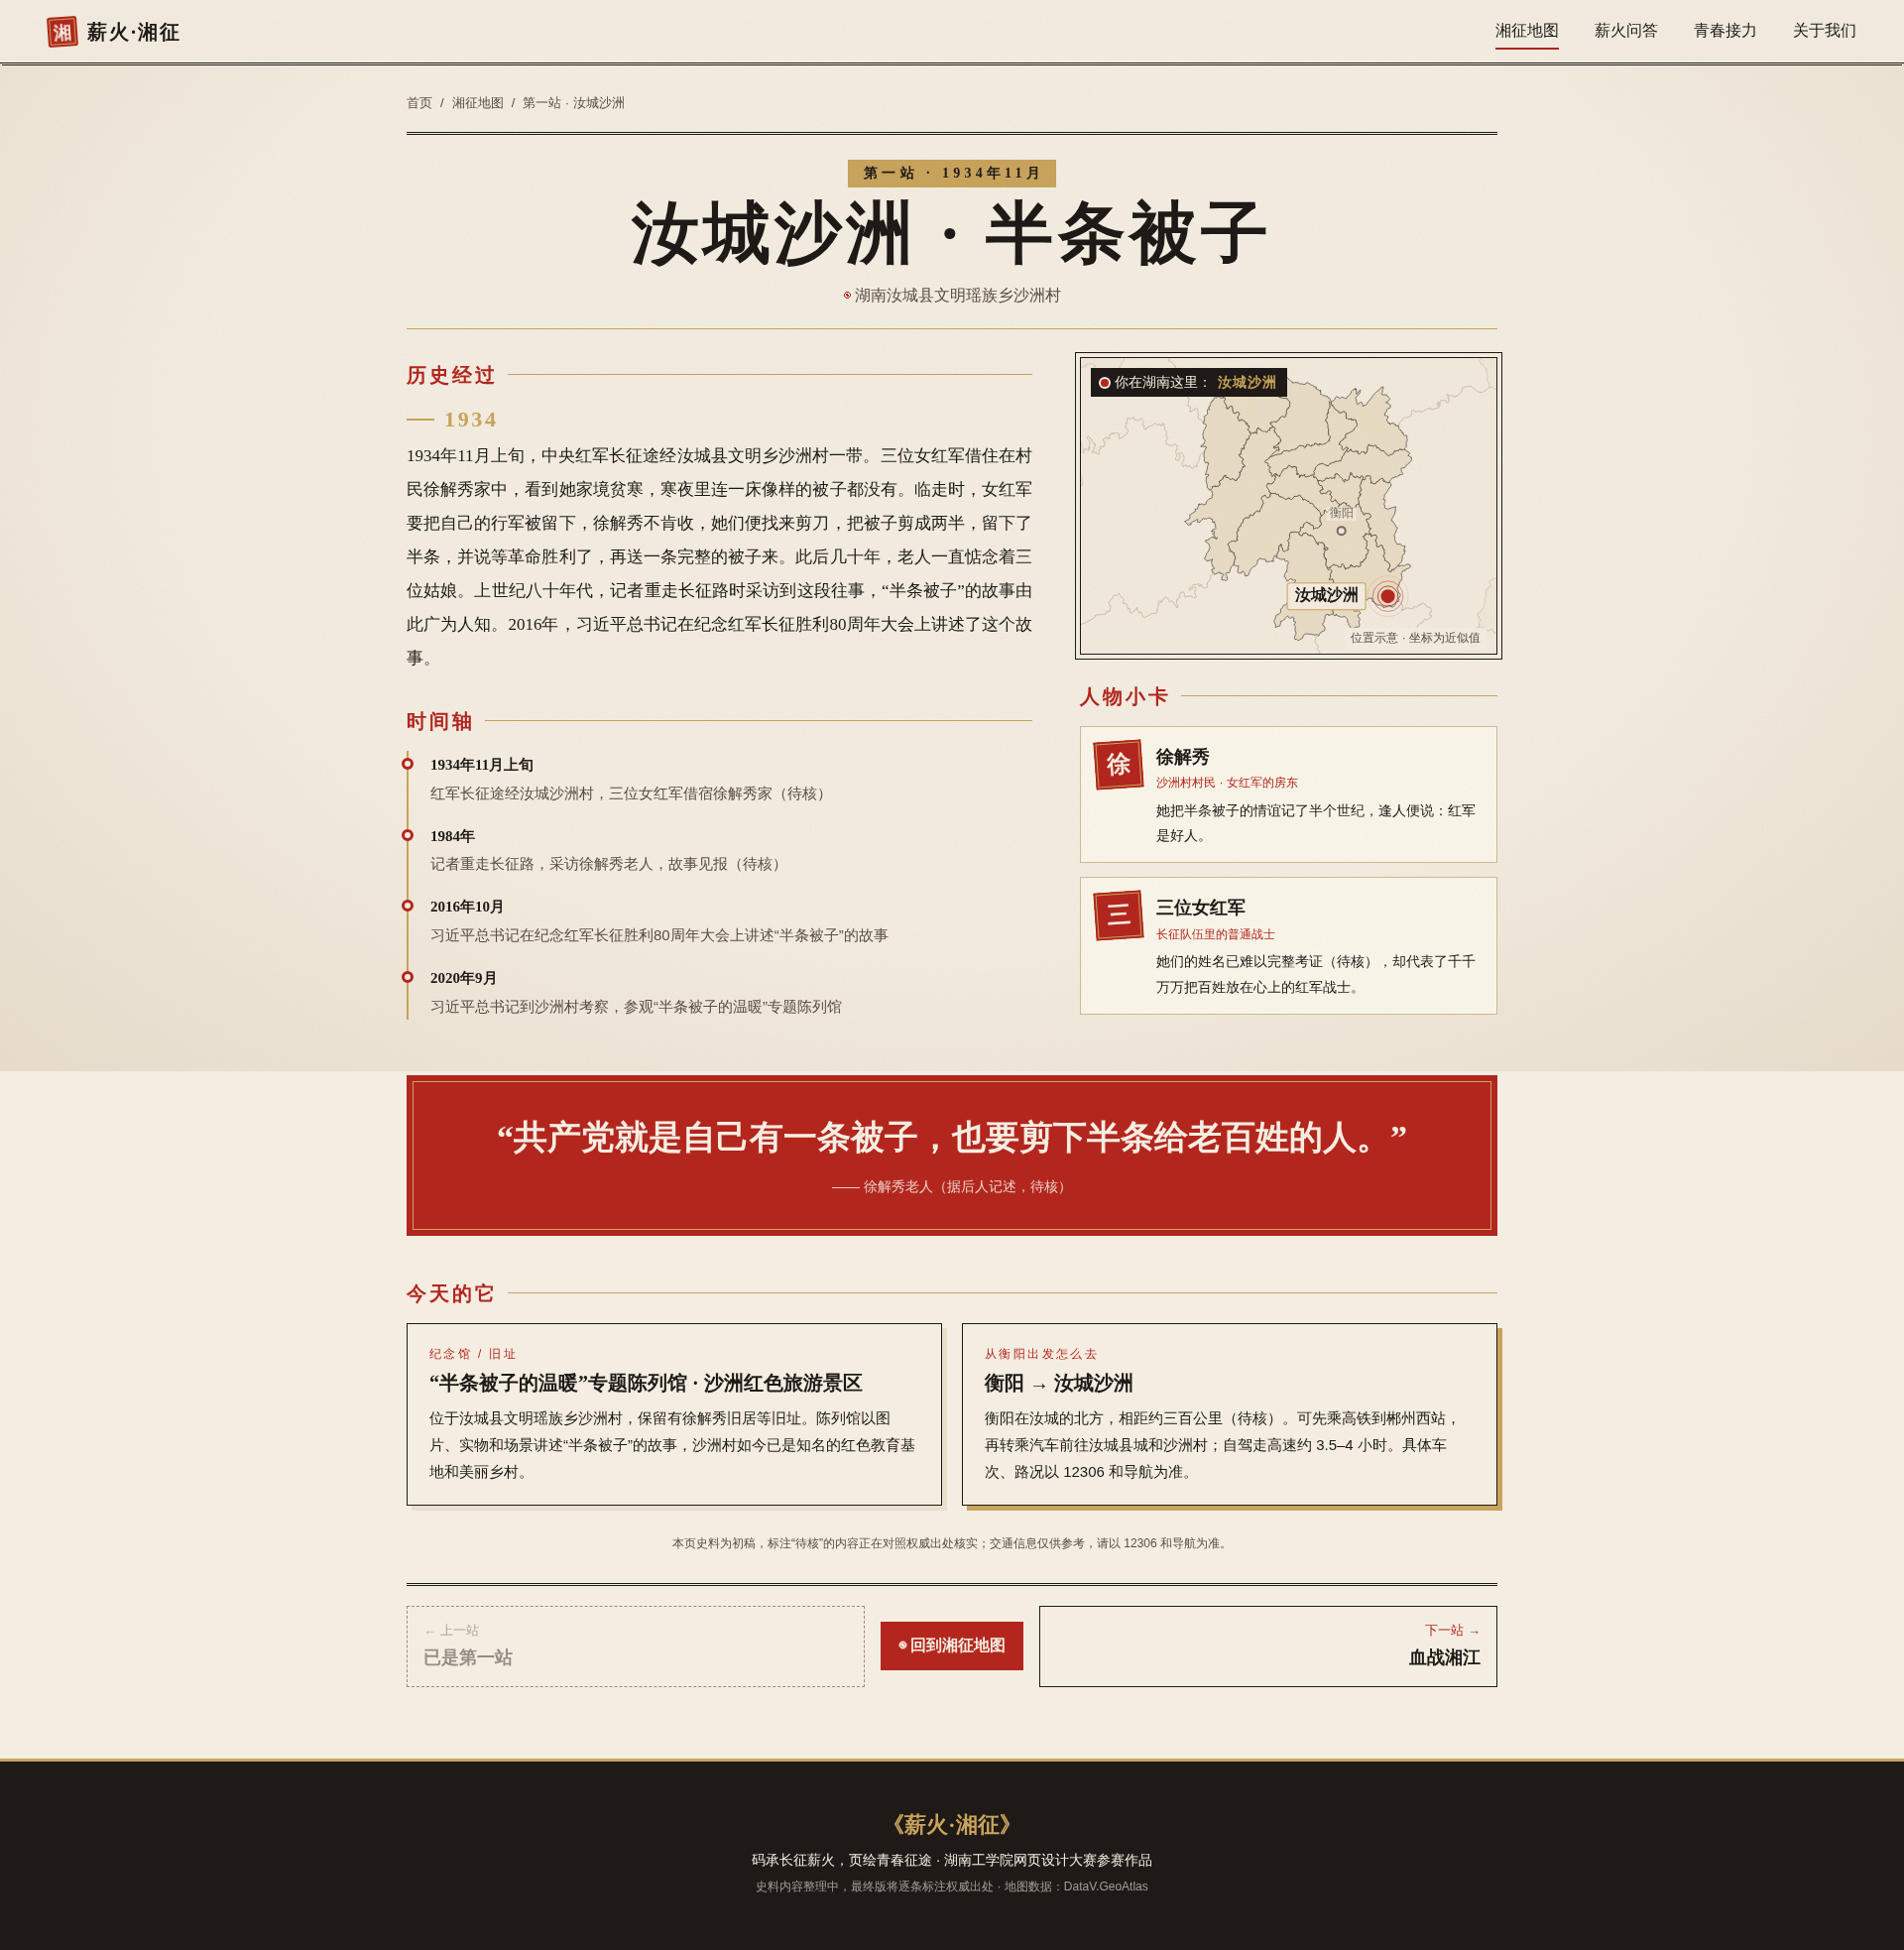 湘 薪火·湘征
湘征地图 薪火问答 青春接力 关于我们
首页 / 湘征地图 / 第一站 · 汝城沙洲
第一站 · 1934年11月
汝城沙洲 · 半条被子
湖南汝城县文明瑶族乡沙洲村
历史经过
1934
1934年11月上旬，中央红军长征途经汝城县文明乡沙洲村一带。三位女红军借住在村
民徐解秀家中，看到她家境贫寒，寒夜里连一床像样的被子都没有。临走时，女红军
要把自己的行军被留下，徐解秀不肯收，她们便找来剪刀，把被子剪成两半，留下了
半条，并说等革命胜利了，再送一条完整的被子来。此后几十年，老人一直惦念着三
位姑娘。上世纪八十年代，记者重走长征路时采访到这段往事，“半条被子”的故事由
此广为人知。2016年，习近平总书记在纪念红军长征胜利80周年大会上讲述了这个故
事。
时间轴
1934年11月上旬
红军长征途经汝城沙洲村，三位女红军借宿徐解秀家（待核）
1984年
记者重走长征路，采访徐解秀老人，故事见报（待核）
2016年10月
习近平总书记在纪念红军长征胜利80周年大会上讲述“半条被子”的故事
2020年9月
习近平总书记到沙洲村考察，参观“半条被子的温暖”专题陈列馆
你在湖南这里： 汝城沙洲
衡阳
汝城沙洲
位置示意 · 坐标为近似值
人物小卡
徐
徐解秀
沙洲村村民 · 女红军的房东
她把半条被子的情谊记了半个世纪，逢人便说：红军
是好人。
三
三位女红军
长征队伍里的普通战士
她们的姓名已难以完整考证（待核），却代表了千千
万万把百姓放在心上的红军战士。
“共产党就是自己有一条被子，也要剪下半条给老百姓的人。”
—— 徐解秀老人（据后人记述，待核）
今天的它
纪念馆 / 旧址
“半条被子的温暖”专题陈列馆 · 沙洲红色旅游景区
位于汝城县文明瑶族乡沙洲村，保留有徐解秀旧居等旧址。陈列馆以图
片、实物和场景讲述“半条被子”的故事，沙洲村如今已是知名的红色教育基
地和美丽乡村。
从衡阳出发怎么去
衡阳 → 汝城沙洲
衡阳在汝城的北方，相距约三百公里（待核）。可先乘高铁到郴州西站，
再转乘汽车前往汝城县城和沙洲村；自驾走高速约 3.5–4 小时。具体车
次、路况以 12306 和导航为准。
本页史料为初稿，标注“待核”的内容正在对照权威出处核实；交通信息仅供参考，请以 12306 和导航为准。
← 上一站
已是第一站
回到湘征地图
下一站 →
血战湘江
《薪火·湘征》
码承长征薪火，页绘青春征途 · 湖南工学院网页设计大赛参赛作品
史料内容整理中，最终版将逐条标注权威出处 · 地图数据：DataV.GeoAtlas